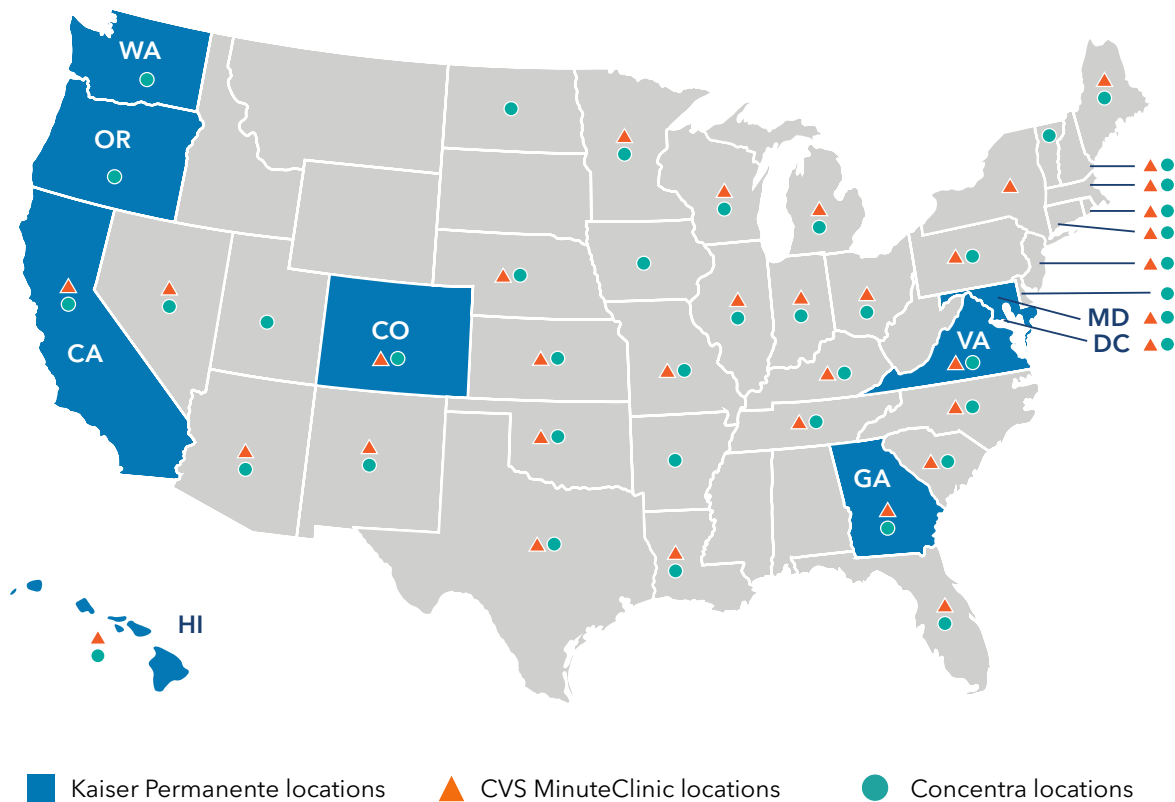 WA
OR
CA
CO
MD
DC
VA
GA
HI
Kaiser Permanente locations
CVS MinuteClinic locations
Concentra locations